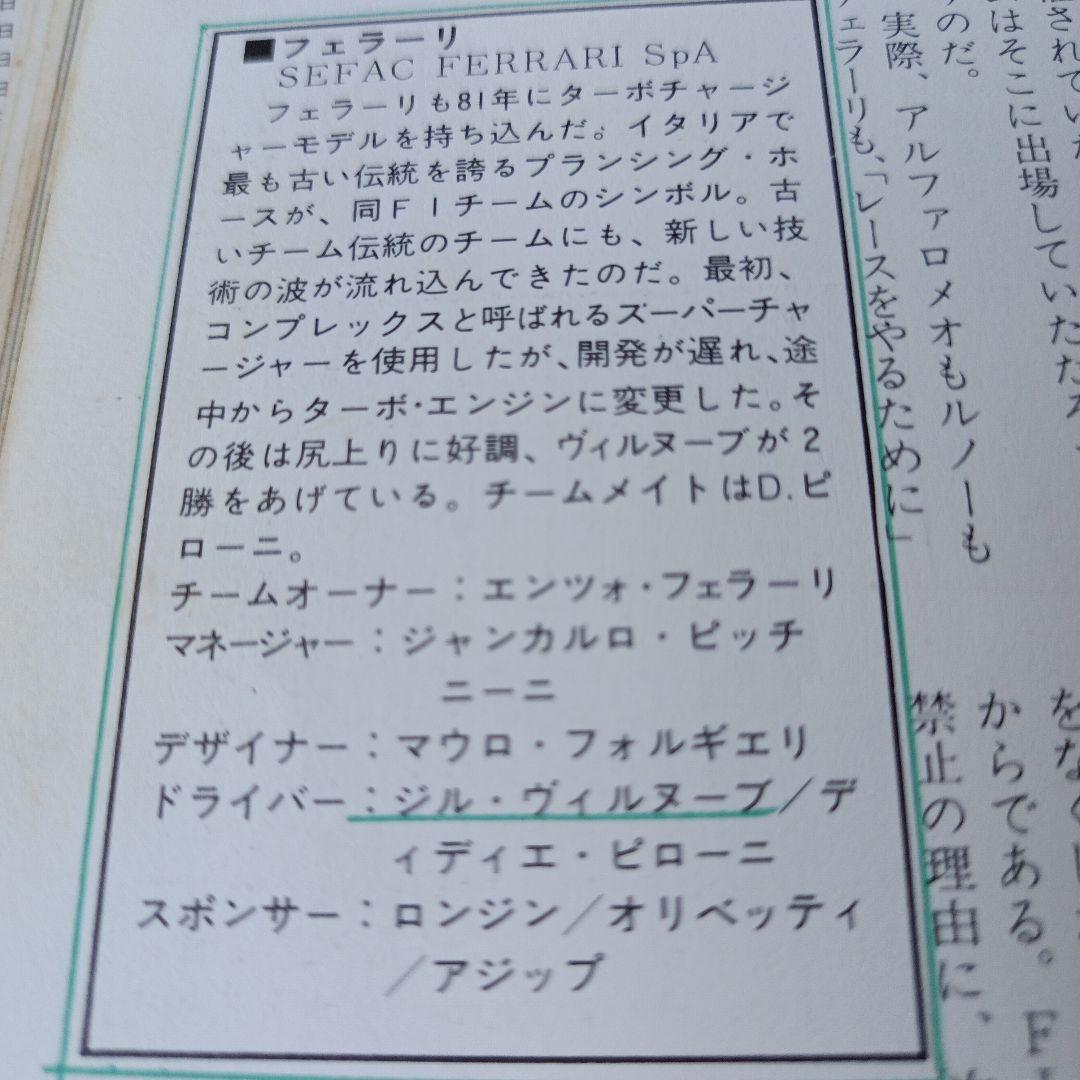 ■フェラーリ
SEFAC FERRARI SpA
フェラーリも81年にターボチャージ
ャーモデルを持ち込んだ。イタリアで
最も古い伝統を誇るプランシング・ホ
ースが、同F1チームのシンボル。古
いチーム伝統のチームにも、新しい技
術の波が流れ込んできたのだ。最初、
コンプレックスと呼ばれるズーパーチャ
ージャーを使用したが、開発が遅れ、途
中からターボ・エンジンに変更した。そ
の後は尻上りに好調、ヴィルヌーブが2
勝をあげている。チームメイトはD.ピ
ローニ。
チームオーナー：エンツォ・フェラーリ
マネージャー：ジャンカルロ・ピッチ
ニーニ
デザイナー：マウロ・フォルギエリ
ドライバー：ジル・ヴィルヌーブ／デ
ィディエ・ピローニ
スポンサー：ロンジン／オリベッティ
／アジップ
はそこに出場していた
のだ。
実際、アルファロメオもルノーも
フェラーリも、「レースをやるために」
からである。F
禁止の理由に、